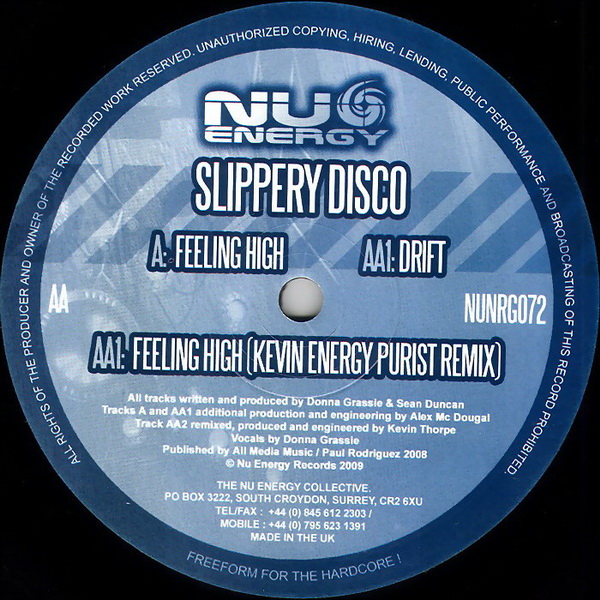 ALL RIGHTS OF THE PRODUCER AND OWNER OF THE RECORDED WORK RESERVED. UNAUTHORIZED COPYING, HIRING, LENDING, PUBLIC PERFORMANCE AND BROADCASTING OF THIS RECORD PROHIBITED.
NU
ENERGY
SLIPPERY DISCO
A: FEELING HIGH
AA1: DRIFT
AA
NUNRG072
AA1: FEELING HIGH (KEVIN ENERGY PURIST REMIX)
All tracks written and produced by Donna Grassie & Sean Duncan
Tracks A and AA1 additional production and engineering by Alex Mc Dougal
Track AA2 remixed, produced and engineered by Kevin Thorpe
Vocals by Donna Grassie
Published by All Media Music / Paul Rodriguez 2008
© Nu Energy Records 2009
THE NU ENERGY COLLECTIVE.
PO BOX 3222, SOUTH CROYDON, SURREY, CR2 6XU
TEL/FAX : +44 (0) 845 612 2303 /
MOBILE : +44 (0) 795 623 1391
MADE IN THE UK
FREEFORM FOR THE HARDCORE !